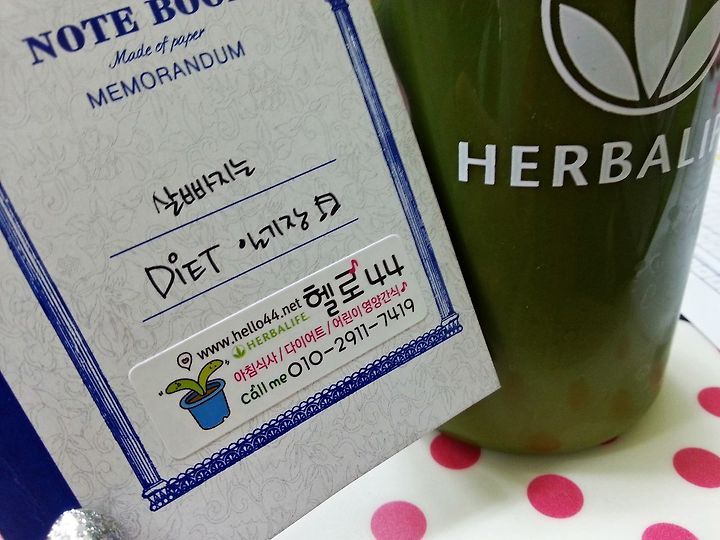 NOTE BOO
Made of paper
MEMORANDUM
살빠지는
DiET 일기장
www.hello44.net 헬로44
HERBALIFE
아침식사 / 다이어트 / 어린이영양간식
Call me 010-2911-7419
HERBALIF